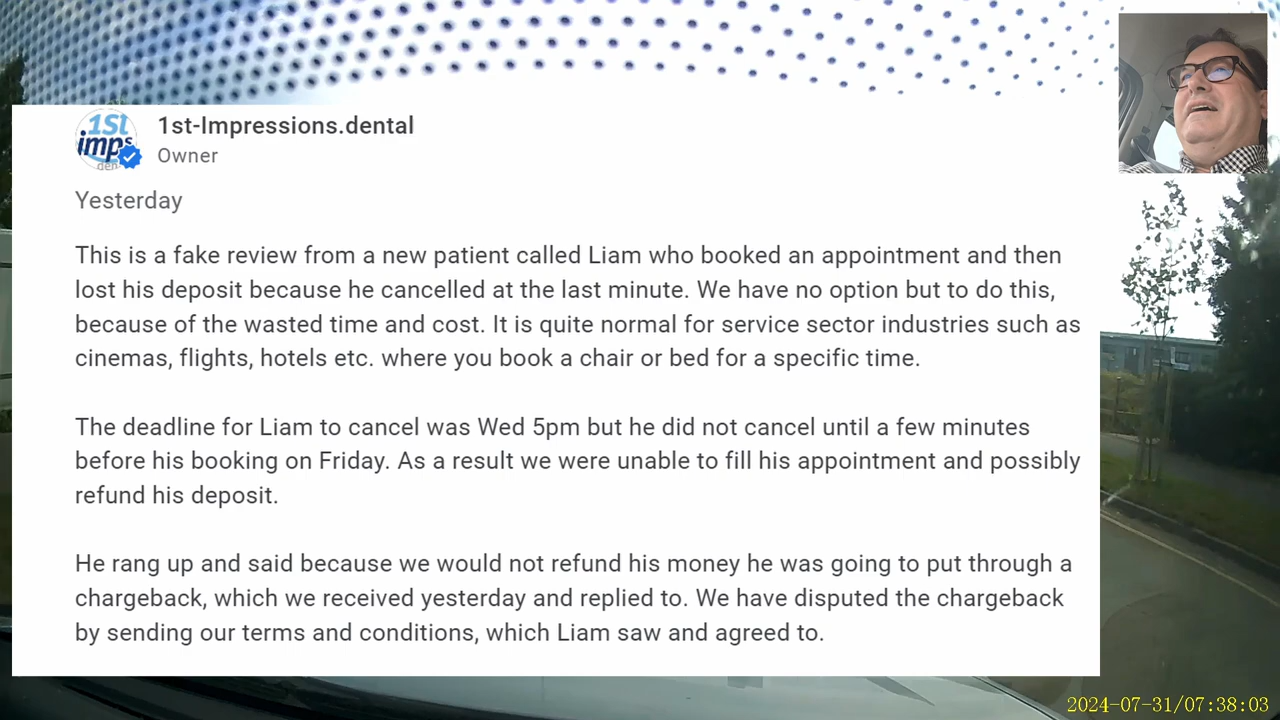 1St
imps
den
1st-Impressions.dental
Owner
Yesterday
This is a fake review from a new patient called Liam who booked an appointment and then
lost his deposit because he cancelled at the last minute. We have no option but to do this,
because of the wasted time and cost. It is quite normal for service sector industries such as
cinemas, flights, hotels etc. where you book a chair or bed for a specific time.
The deadline for Liam to cancel was Wed 5pm but he did not cancel until a few minutes
before his booking on Friday. As a result we were unable to fill his appointment and possibly
refund his deposit.
He rang up and said because we would not refund his money he was going to put through a
chargeback, which we received yesterday and replied to. We have disputed the chargeback
by sending our terms and conditions, which Liam saw and agreed to.
2024-07-31/07:38:03